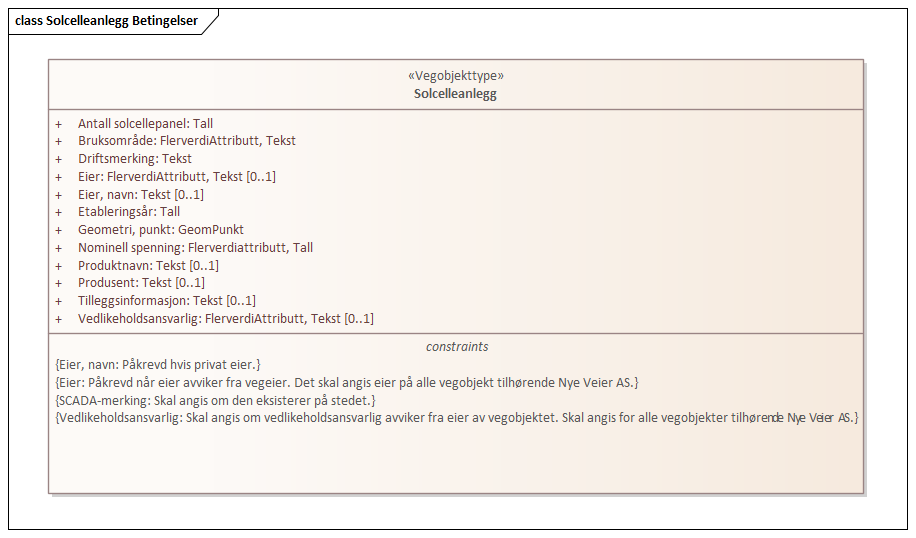 class Solcelleanlegg Betingelser
«Vegobjekttype»
Solcelleanlegg
+ Antall solcellepanel: Tall
+ Bruksområde: FlerverdiAttributt, Tekst
+ Driftsmerking: Tekst
+ Eier: FlerverdiAttributt, Tekst [0..1]
+ Eier, navn: Tekst [0..1]
+ Etableringsår: Tall
+ Geometri, punkt: GeomPunkt
+ Nominell spenning: Flerverdiattributt, Tall
+ Produktnavn: Tekst [0..1]
+ Produsent: Tekst [0..1]
+ Tilleggsinformasjon: Tekst [0..1]
+ Vedlikeholdsansvarlig: FlerverdiAttributt, Tekst [0..1]
constraints
{Eier, navn: Påkrevd hvis privat eier.}
{Eier: Påkrevd når eier avviker fra vegeier. Det skal angis eier på alle vegobjekt tilhørende Nye Veier AS.}
{SCADA-merking: Skal angis om den eksisterer på stedet.}
{Vedlikeholdsansvarlig: Skal angis om vedlikeholdsansvarlig avviker fra eier av vegobjektet. Skal angis for alle vegobjekter tilhørende Nye Veier AS.}